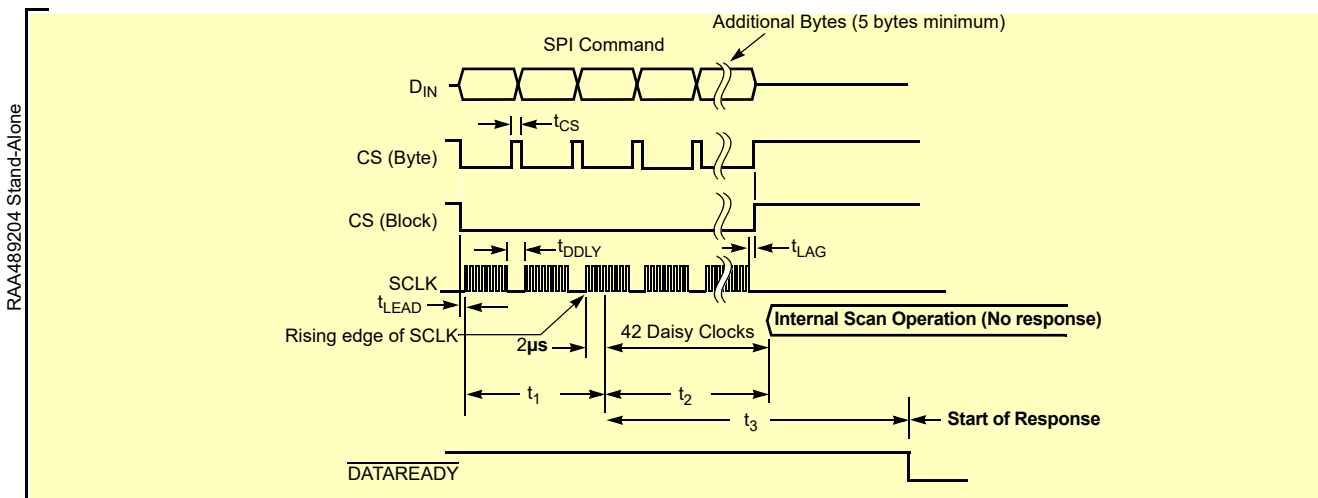 RAA489204 Stand-Alone
Additional Bytes (5 bytes minimum)
SPI Command
DIN
tCS
CS (Byte)
CS (Block)
tDDLY
tLAG
SCLK
tLEAD
Internal Scan Operation (No response)
Rising edge of SCLK
2µs
42 Daisy Clocks
t1
t2
t3
Start of Response
DATAREADY